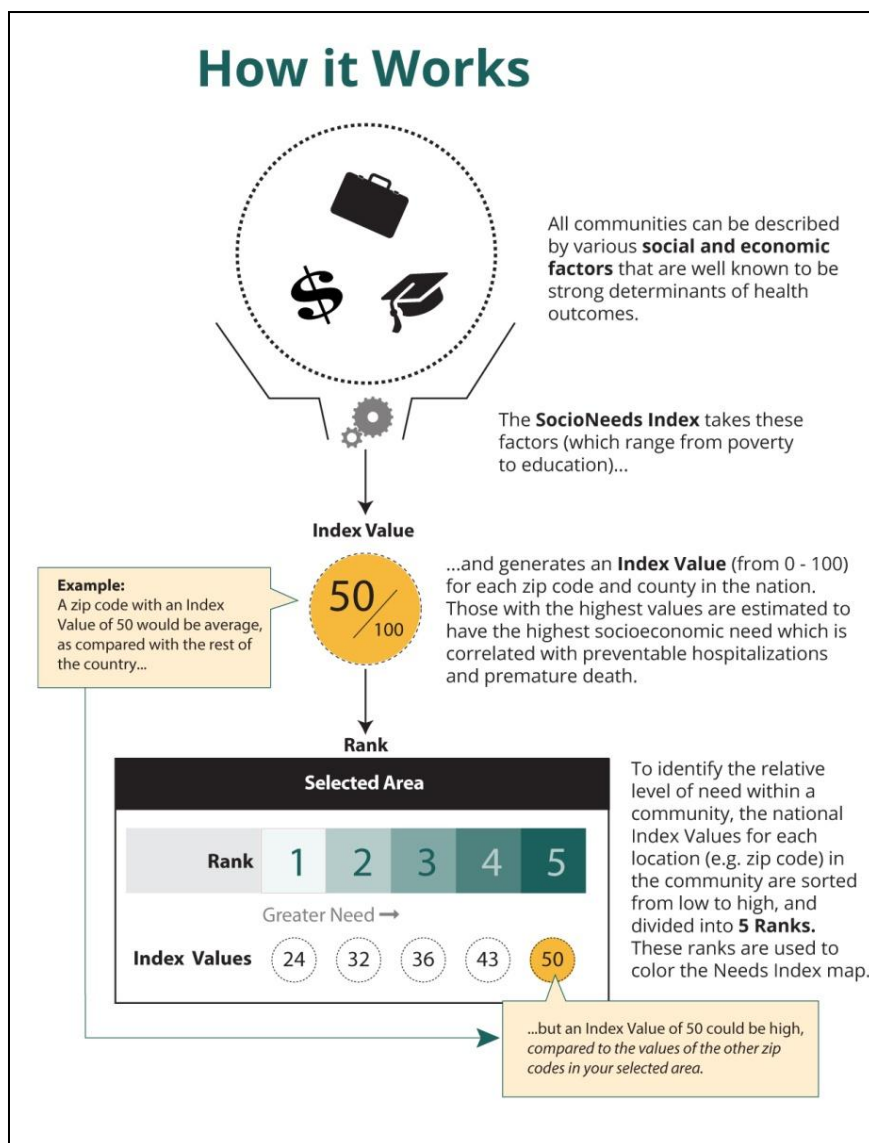 How it Works
All communities can be described
by various social and economic
factors that are well known to be
strong determinants of health
outcomes.
$
The SocioNeeds Index takes these
factors (which range from poverty
to education)...
Index Value
50/100
...and generates an Index Value (from 0 - 100)
for each zip code and county in the nation.
Those with the highest values are estimated to
have the highest socioeconomic need which is
correlated with preventable hospitalizations
and premature death.
Example:
A zip code with an Index
Value of 50 would be average,
as compared with the rest of
the country...
Rank
Selected Area
Rank 1 2 3 4 5
Greater Need →
Index Values 24 32 36 43 50
To identify the relative
level of need within a
community, the national
Index Values for each
location (e.g. zip code) in
the community are sorted
from low to high, and
divided into 5 Ranks.
These ranks are used to
color the Needs Index map.
...but an Index Value of 50 could be high,
compared to the values of the other zip
codes in your selected area.